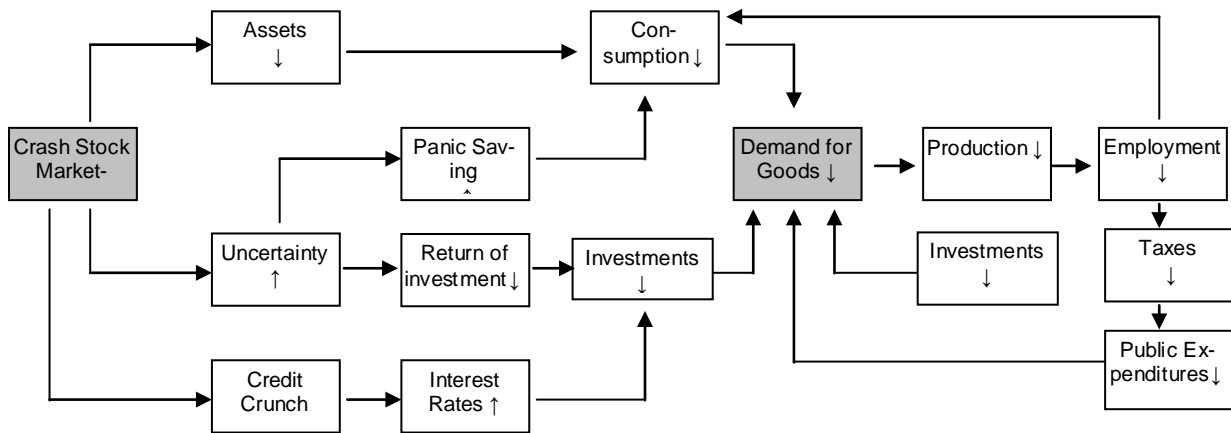 Assets
↓
Con-
sumption ↓
Crash Stock
Market-
Panic Sav-
ing
↑
Demand for
Goods ↓
Production ↓
Employment
↓
Uncertainty
↑
Return of
investment ↓
Investments
↓
Investments
↓
Taxes
↓
Credit
Crunch
Interest
Rates ↑
Public Ex-
penditures ↓